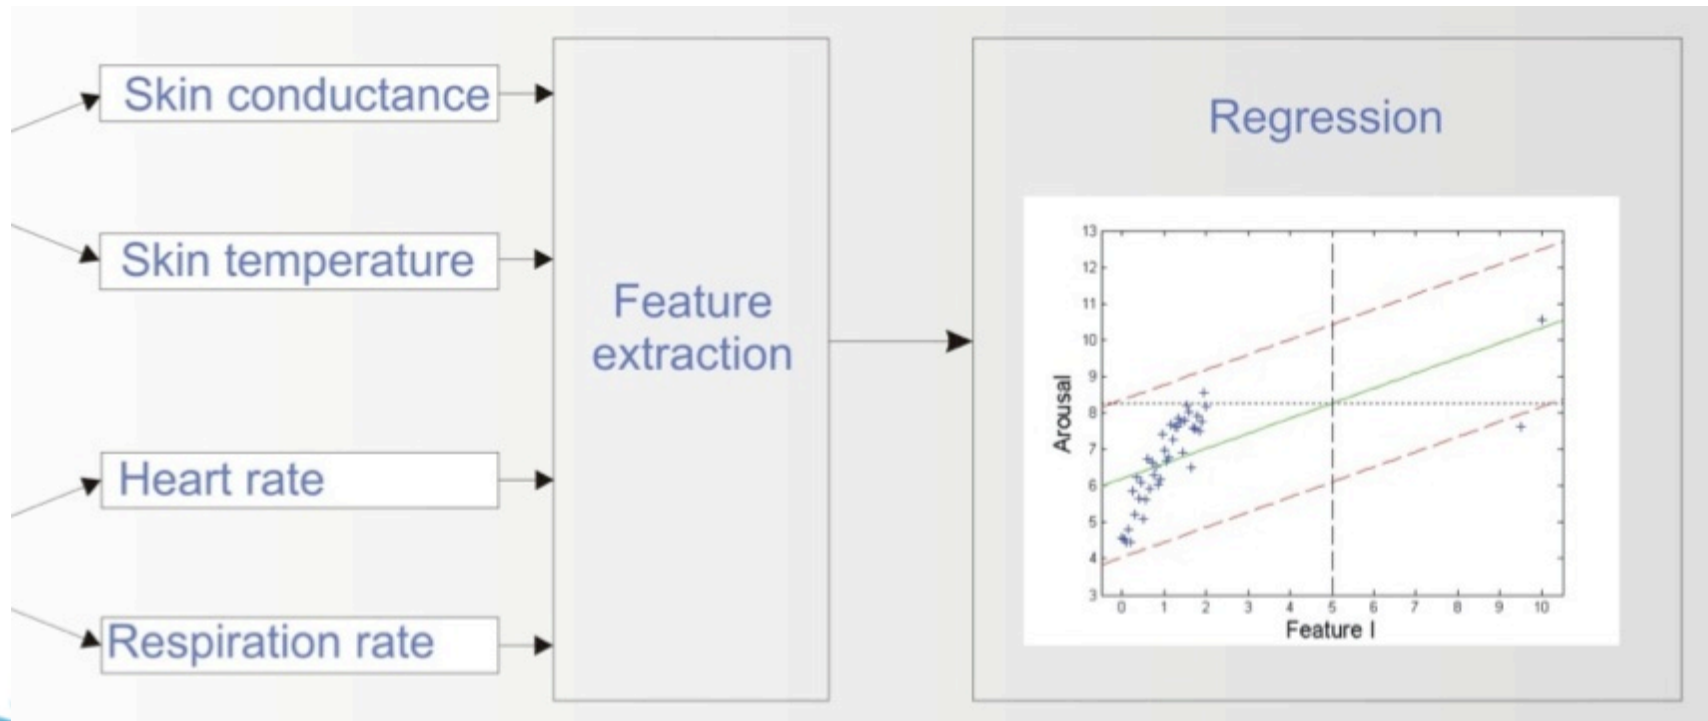 Skin conductance
Skin temperature
Heart rate
Respiration rate
Feature
extraction
Regression
13
12
11
10
9
8
7
6
5
4
3
Arousal
0 1 2 3 4 5 6 7 8 9 10
Feature I